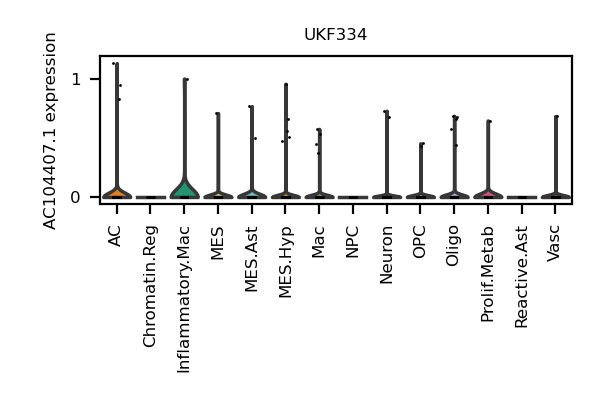 UKF334
AC104407.1 expression
1
0
AC
Chromatin.Reg
Inflammatory.Mac
MES
MES.Ast
MES.Hyp
Mac
NPC
Neuron
OPC
Oligo
Prolif.Metab
Reactive.Ast
Vasc